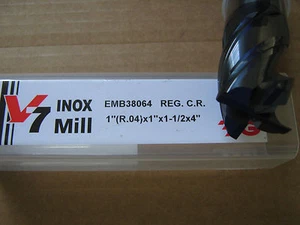 V7 INOX Mill
EMB38064 REG. C.R.
1"(R.04)x1"x1-1/2x4"